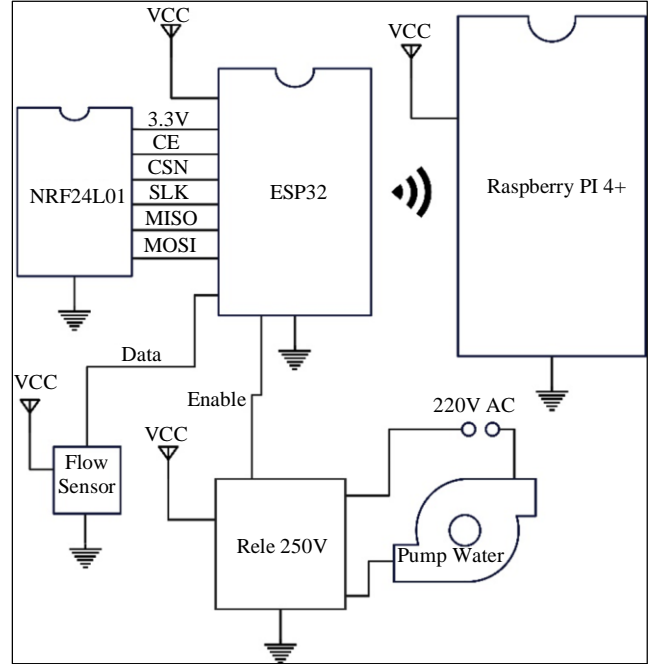 VCC
VCC
3.3V
CE
CSN
SLK
MISO
MOSI
NRF24L01
ESP32
Raspberry PI 4+
Data
Enable
VCC
220V AC
VCC
Flow
Sensor
Rele 250V
Pump Water